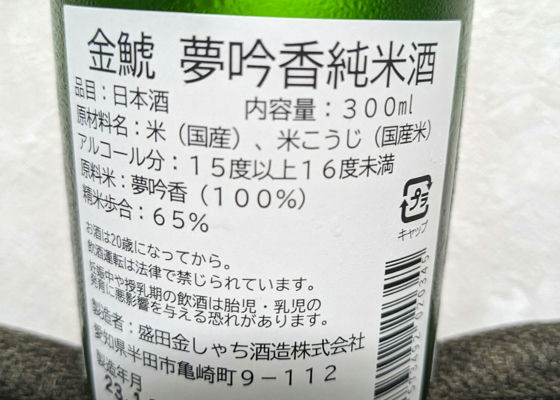 金鯱 夢吟香純米酒
品目：日本酒 内容量：３００㎖
原材料名：米（国産）、米こうじ（国産米）
アルコール分：１５度以上１６度未満
原料米：夢吟香（１００％）
精米歩合：６５％
プラ
キャップ
お酒は20歳になってから。
飲酒運転は法律で禁じられています。
妊娠中や授乳期の飲酒は胎児・乳児の
発育に悪影響を与える恐れがあります。
製造者：盛田金しゃち酒造株式会社
愛知県半田市亀崎町９－１１２
製造年月